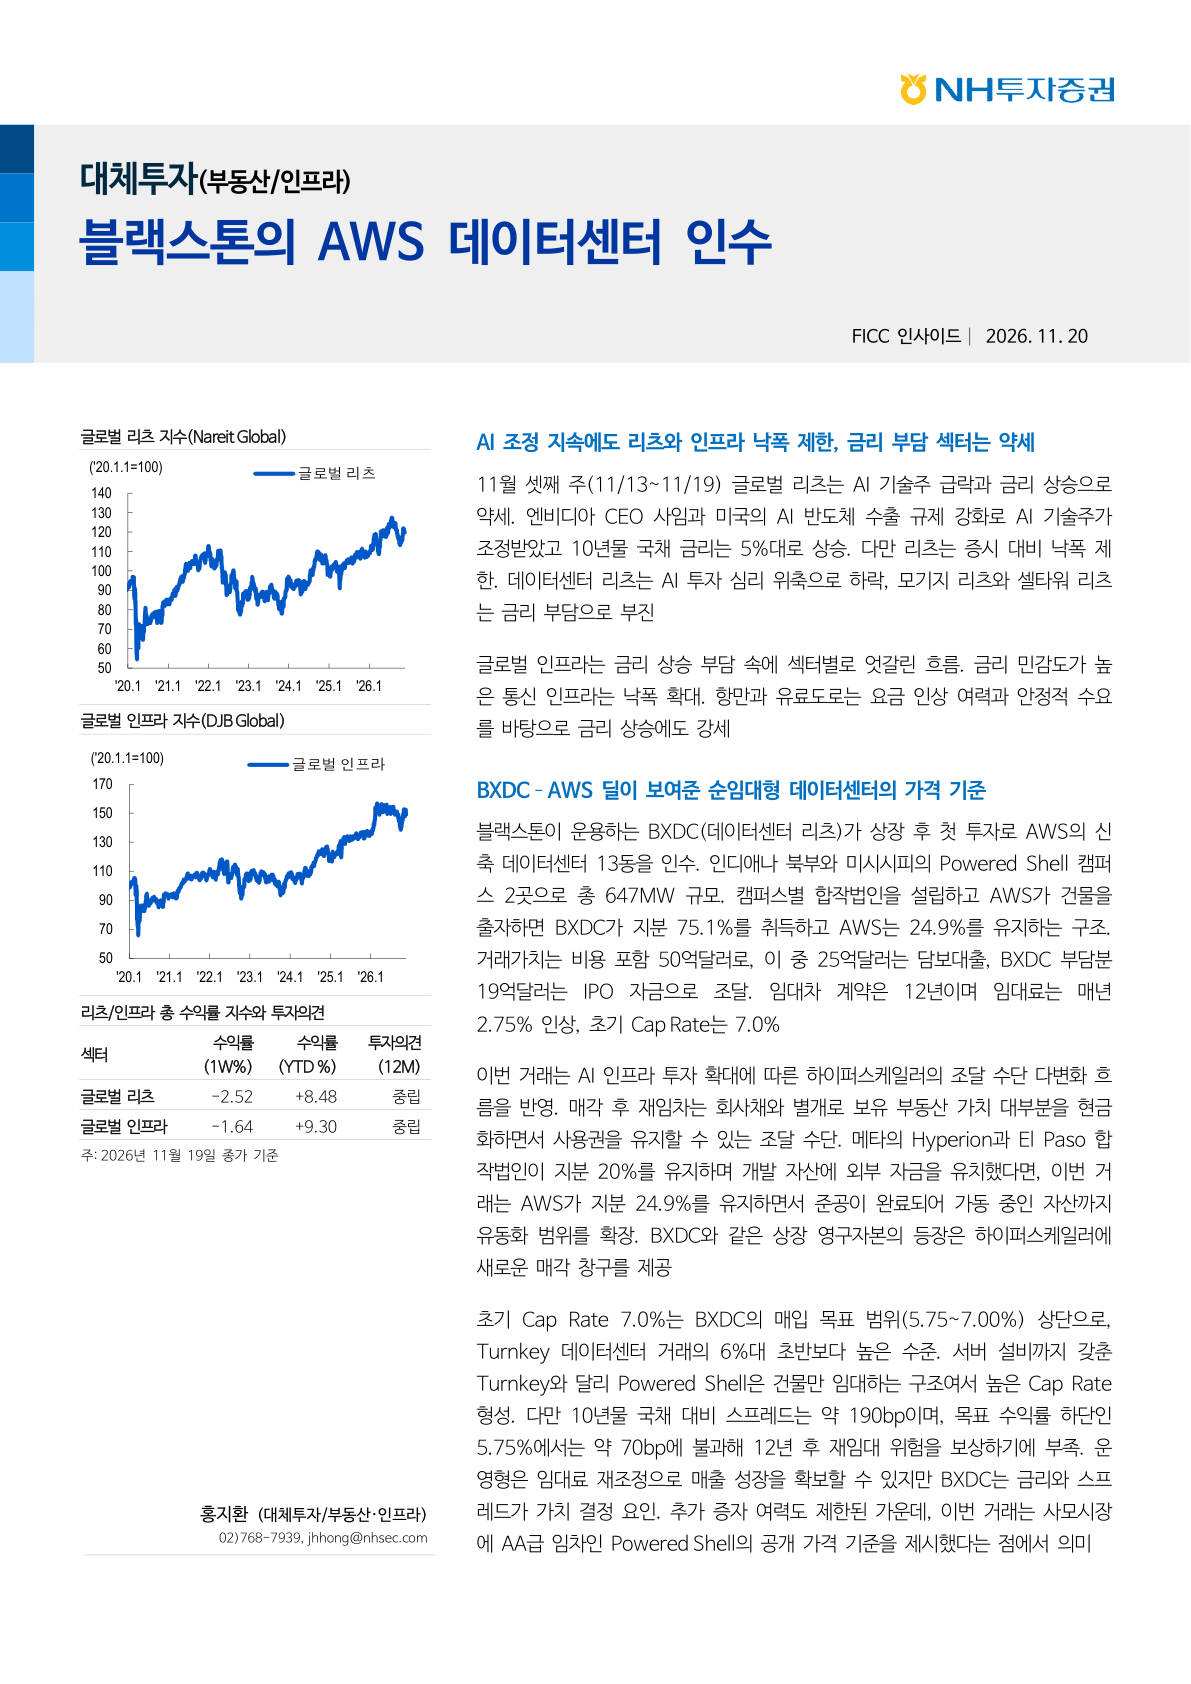 NH투자증권
대체투자(부동산/인프라)
블랙스톤의 AWS 데이터센터 인수
FICC 인사이드│ 2026. 11. 20
글로벌 리츠 지수(Nareit Global)
('20.1.1=100)
글로벌 리츠
140
130
120
110
100
90
80
70
60
50
'20.1 '21.1 '22.1 '23.1 '24.1 '25.1 '26.1
글로벌 인프라 지수(DJB Global)
('20.1.1=100)
글로벌 인프라
170
150
130
110
90
70
50
'20.1 '21.1 '22.1 '23.1 '24.1 '25.1 '26.1
리츠/인프라 총 수익률 지수와 투자의견
섹터 수익률 수익률 투자의견
(1W%) (YTD %) (12M)
글로벌 리츠 -2.52 +8.48 중립
글로벌 인프라 -1.64 +9.30 중립
주: 2026년 11월 19일 종가 기준
홍지환 (대체투자/부동산·인프라)
02)768-7939, jhhong@nhsec.com
AI 조정 지속에도 리츠와 인프라 낙폭 제한, 금리 부담 섹터는 약세
11월 셋째 주(11/13~11/19) 글로벌 리츠는 AI 기술주 급락과 금리 상승으로
약세. 엔비디아 CEO 사임과 미국의 AI 반도체 수출 규제 강화로 AI 기술주가
조정받았고 10년물 국채 금리는 5%대로 상승. 다만 리츠는 증시 대비 낙폭 제
한. 데이터센터 리츠는 AI 투자 심리 위축으로 하락, 모기지 리츠와 셀타워 리츠
는 금리 부담으로 부진
글로벌 인프라는 금리 상승 부담 속에 섹터별로 엇갈린 흐름. 금리 민감도가 높
은 통신 인프라는 낙폭 확대. 항만과 유료도로는 요금 인상 여력과 안정적 수요
를 바탕으로 금리 상승에도 강세
BXDC - AWS 딜이 보여준 순임대형 데이터센터의 가격 기준
블랙스톤이 운용하는 BXDC(데이터센터 리츠)가 상장 후 첫 투자로 AWS의 신
축 데이터센터 13동을 인수. 인디애나 북부와 미시시피의 Powered Shell 캠퍼
스 2곳으로 총 647MW 규모. 캠퍼스별 합작법인을 설립하고 AWS가 건물을
출자하면 BXDC가 지분 75.1%를 취득하고 AWS는 24.9%를 유지하는 구조.
거래가치는 비용 포함 50억달러로, 이 중 25억달러는 담보대출, BXDC 부담분
19억달러는 IPO 자금으로 조달. 임대차 계약은 12년이며 임대료는 매년
2.75% 인상, 초기 Cap Rate는 7.0%
이번 거래는 AI 인프라 투자 확대에 따른 하이퍼스케일러의 조달 수단 다변화 흐
름을 반영. 매각 후 재임차는 회사채와 별개로 보유 부동산 가치 대부분을 현금
화하면서 사용권을 유지할 수 있는 조달 수단. 메타의 Hyperion과 El Paso 합
작법인이 지분 20%를 유지하며 개발 자산에 외부 자금을 유치했다면, 이번 거
래는 AWS가 지분 24.9%를 유지하면서 준공이 완료되어 가동 중인 자산까지
유동화 범위를 확장. BXDC와 같은 상장 영구자본의 등장은 하이퍼스케일러에
새로운 매각 창구를 제공
초기 Cap Rate 7.0%는 BXDC의 매입 목표 범위(5.75~7.00%) 상단으로,
Turnkey 데이터센터 거래의 6%대 초반보다 높은 수준. 서버 설비까지 갖춘
Turnkey와 달리 Powered Shell은 건물만 임대하는 구조여서 높은 Cap Rate
형성. 다만 10년물 국채 대비 스프레드는 약 190bp이며, 목표 수익률 하단인
5.75%에서는 약 70bp에 불과해 12년 후 재임대 위험을 보상하기에 부족. 운
영형은 임대료 재조정으로 매출 성장을 확보할 수 있지만 BXDC는 금리와 스프
레드가 가치 결정 요인. 추가 증자 여력도 제한된 가운데, 이번 거래는 사모시장
에 AA급 임차인 Powered Shell의 공개 가격 기준을 제시했다는 점에서 의미